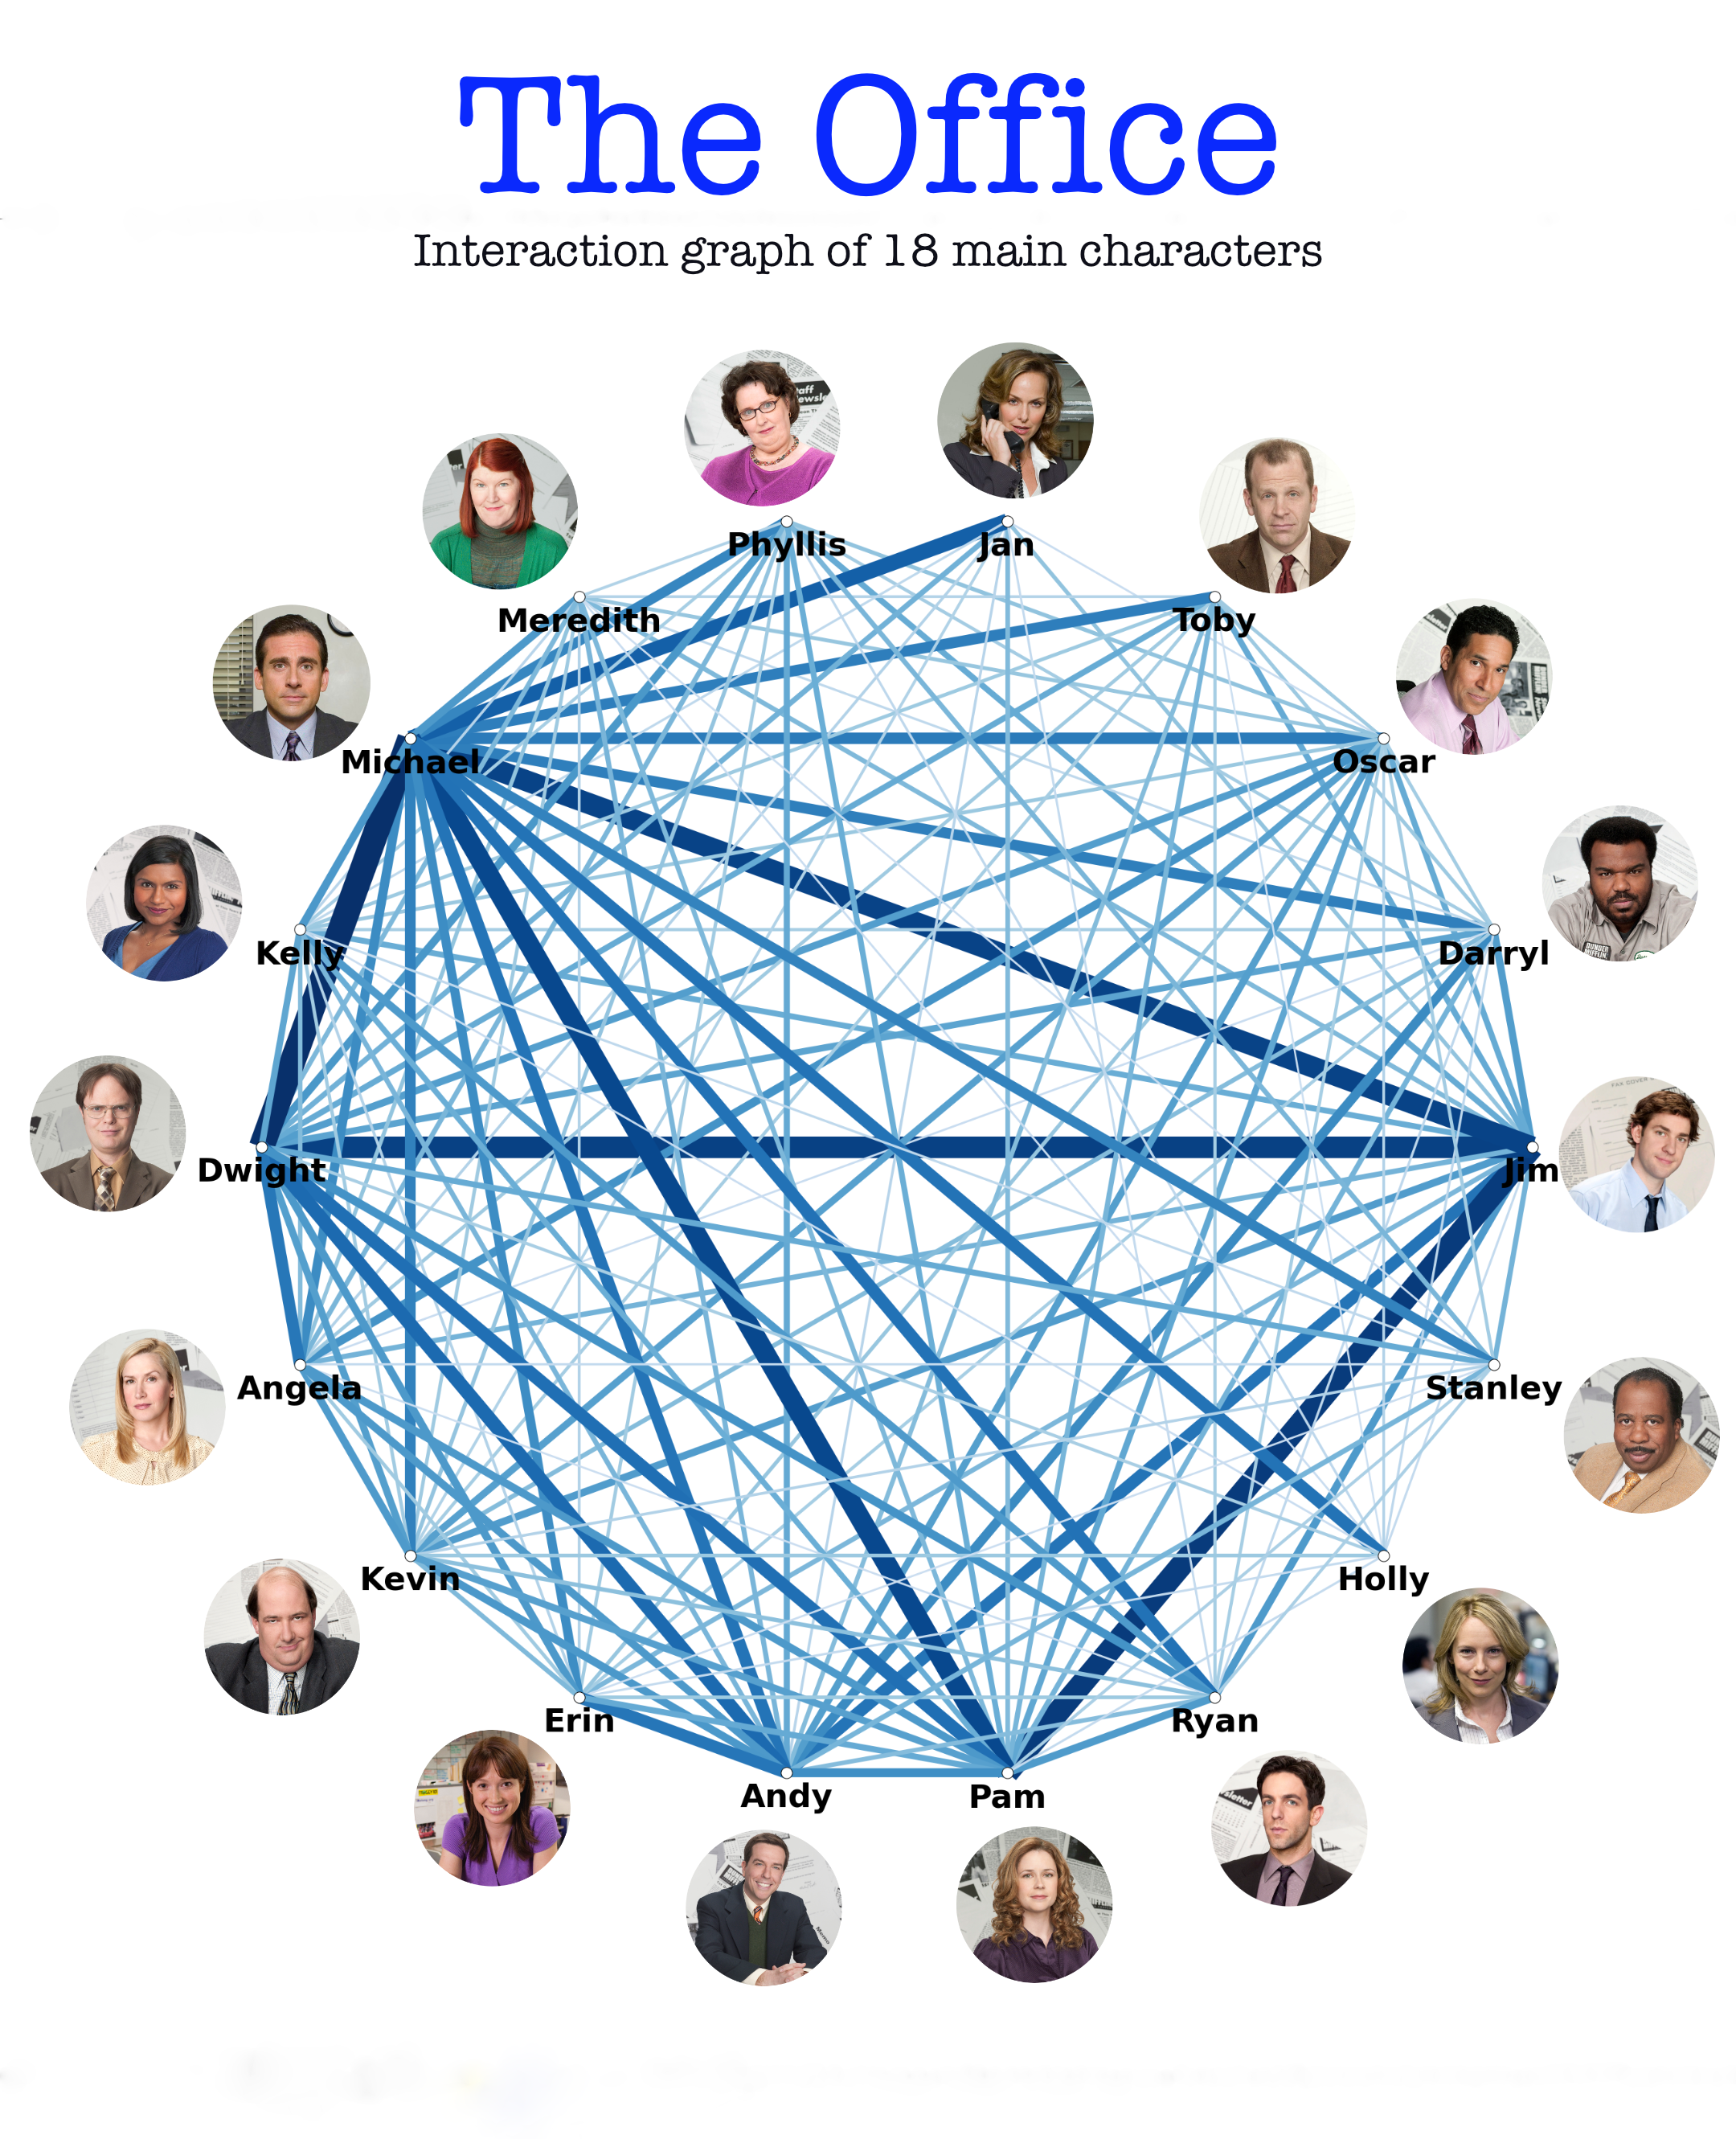 The Office
Interaction graph of 18 main characters
Phyllis
Jan
Meredith
Toby
Michael
Oscar
Kelly
Darryl
Dwight
Jim
Angela
Stanley
Kevin
Holly
Erin
Ryan
Andy
Pam